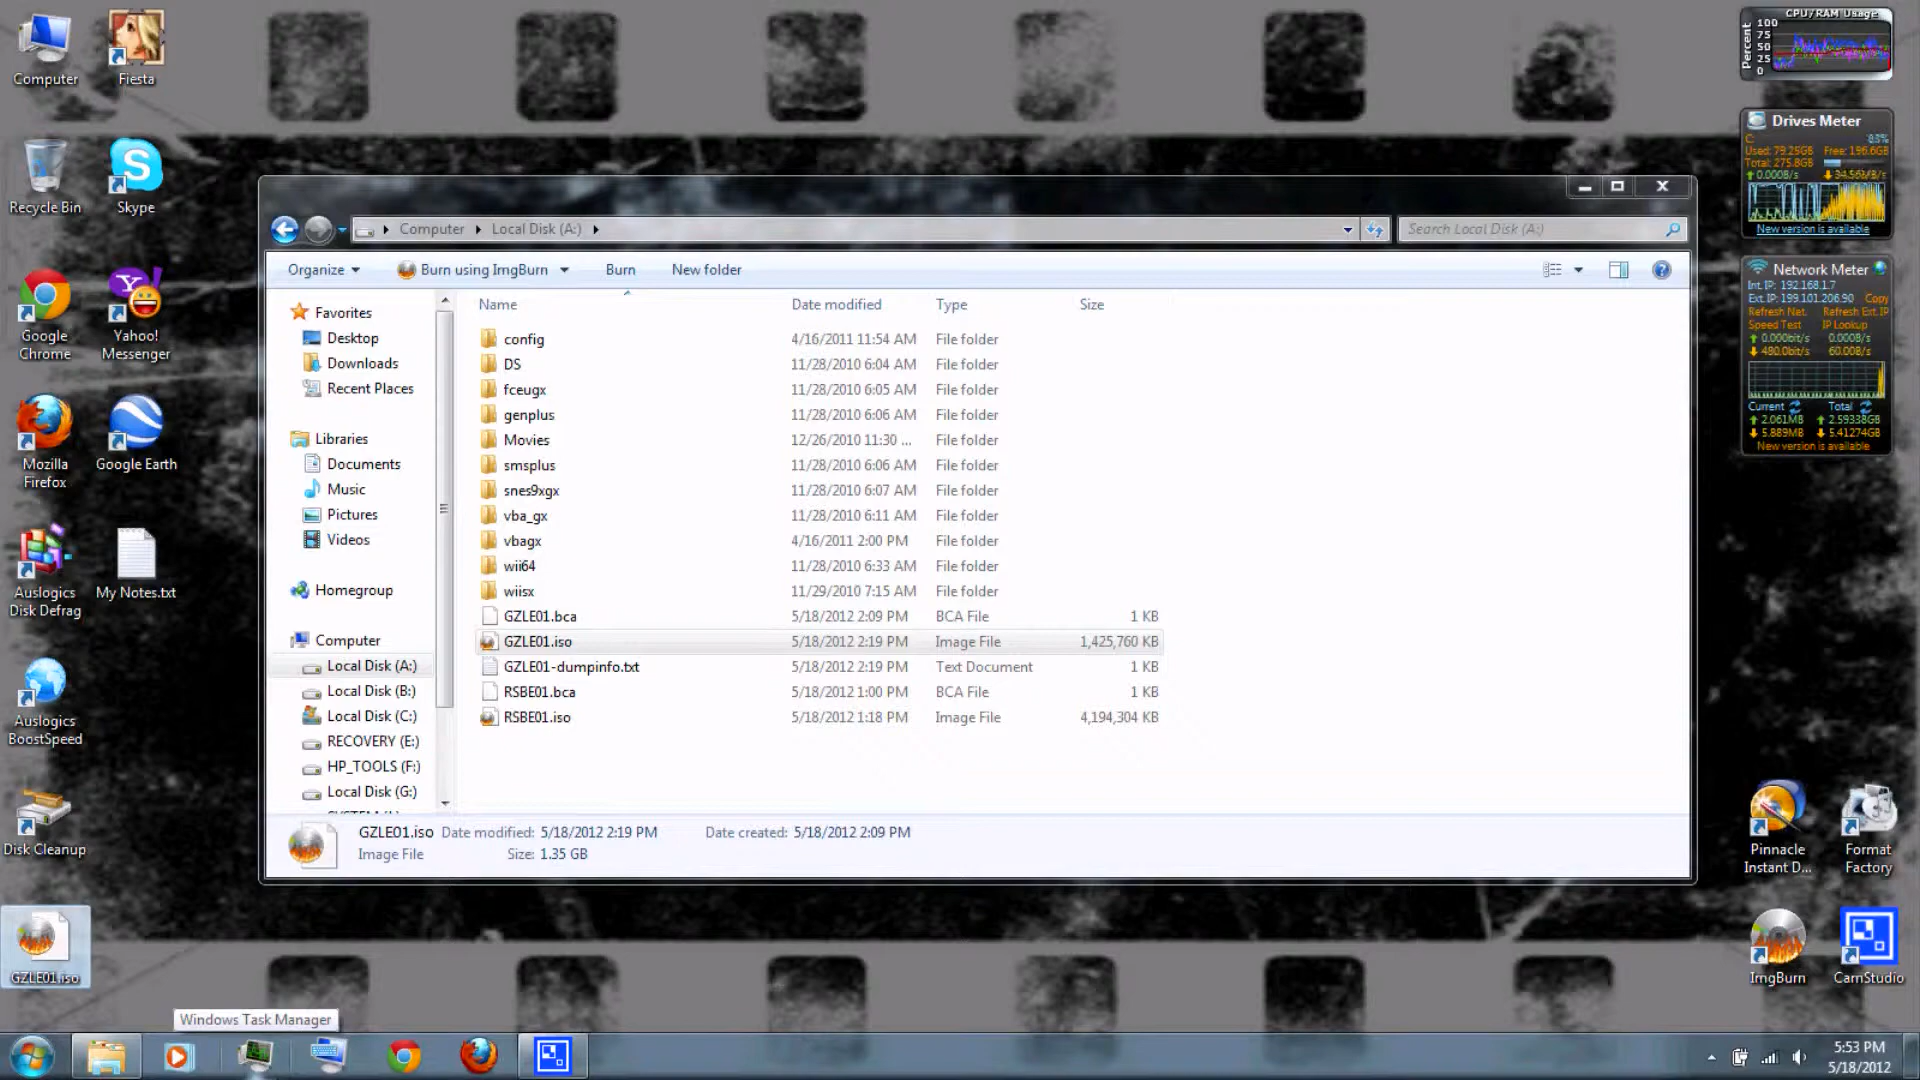 Computer
Fiesta
Recycle Bin
Skype
Google
Chrome
Yahoo!
Messenger
Mozilla
Firefox
Google Earth
Auslogics
Disk Defrag
My Notes.txt
Auslogics
BoostSpeed
Disk Cleanup
GZLE01.iso
Computer
Local Disk (A:)
Search Local Disk (A:)
Organize
Burn using ImgBurn
Burn
New folder
Favorites
Desktop
Downloads
Recent Places
Libraries
Documents
Music
Pictures
Videos
Homegroup
Computer
Local Disk (A:)
Local Disk (B:)
Local Disk (C:)
RECOVERY (E:)
HP_TOOLS (F:)
Local Disk (G:)
Name Date modified Type Size
config 4/16/2011 11:54 AM File folder
DS 11/28/2010 6:04 AM File folder
fceugx 11/28/2010 6:05 AM File folder
genplus 11/28/2010 6:06 AM File folder
Movies 12/26/2010 11:30 ... File folder
smsplus 11/28/2010 6:06 AM File folder
snes9xgx 11/28/2010 6:07 AM File folder
vba_gx 11/28/2010 6:11 AM File folder
vbagx 4/16/2011 2:00 PM File folder
wii64 11/28/2010 6:33 AM File folder
wiisx 11/29/2010 7:15 AM File folder
GZLE01.bca 5/18/2012 2:09 PM BCA File 1 KB
GZLE01.iso 5/18/2012 2:19 PM Image File 1,425,760 KB
GZLE01-dumpinfo.txt 5/18/2012 2:19 PM Text Document 1 KB
RSBE01.bca 5/18/2012 1:00 PM BCA File 1 KB
RSBE01.iso 5/18/2012 1:18 PM Image File 4,194,304 KB
GZLE01.iso Date modified: 5/18/2012 2:19 PM Date created: 5/18/2012 2:09 PM
Image File Size: 1.35 GB
CPU/RAM Usage
Percent
100
75
50
25
0
Drives Meter
C:
Used: 79.25GB Free: 196.6GB
Total: 275.8GB
0.000B/s
New version is available
Network Meter
Int. IP: 192.168.1.7
Ext.IP: 199.101.206.90 Copy
Refresh Net. Refresh Ext.IP
Speed Test IP Lookup
0.000bit/s 0.000B/s
480.0bit/s 60.00B/s
Current Total
2.061MB 2.59338GB
5.889MB 5.41274GB
New version is available
Pinnacle
Instant D...
Format
Factory
ImgBurn
CamStudio
Windows Task Manager
5:53 PM
5/18/2012